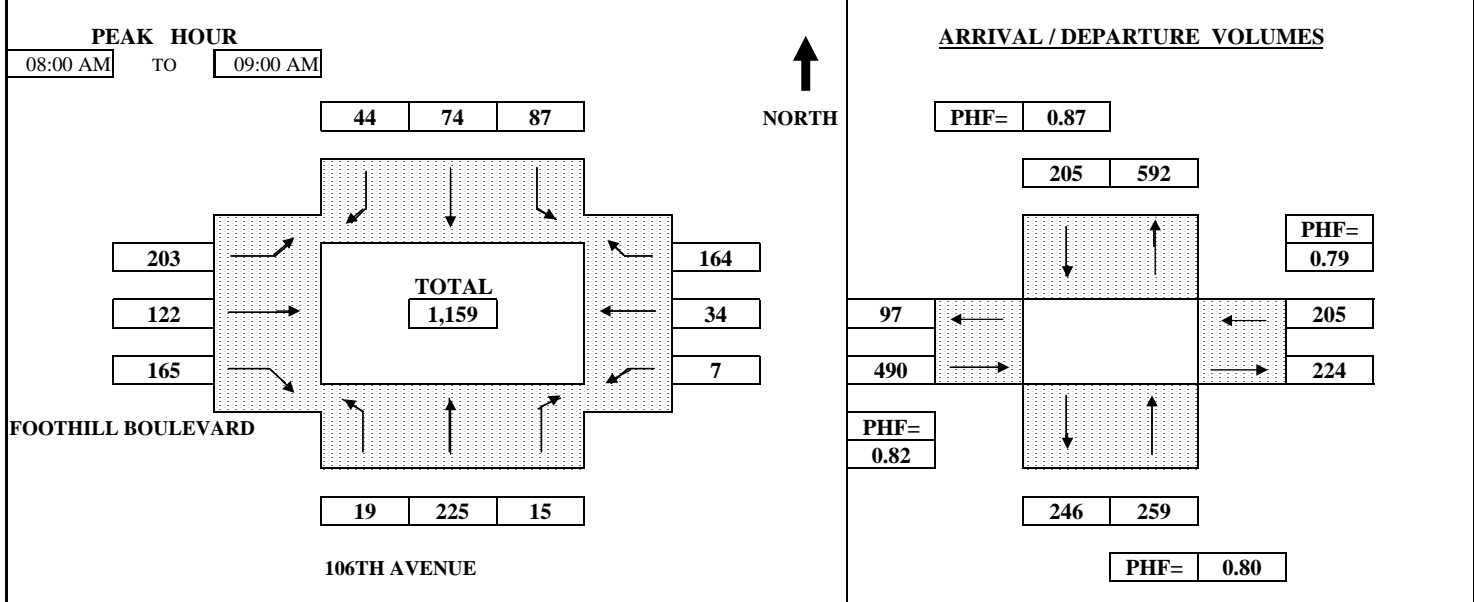 PEAK HOUR
08:00 AM TO 09:00 AM
44 74 87
NORTH
203
122
165
TOTAL
1,159
164
34
7
FOOTHILL BOULEVARD
19 225 15
106TH AVENUE
ARRIVAL / DEPARTURE VOLUMES
PHF= 0.87
205 592
PHF=
0.79
97
490
205
224
PHF=
0.82
246 259
PHF= 0.80